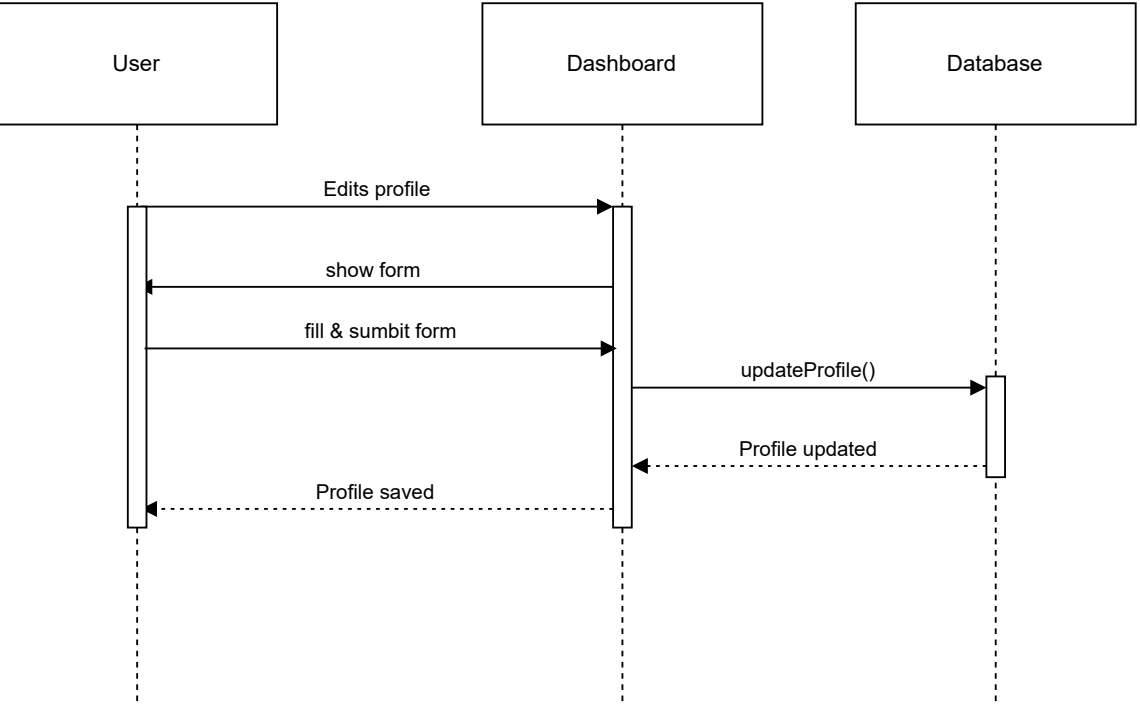 User
Dashboard
Database
Edits profile
show form
fill & sumbit form
updateProfile()
Profile updated
Profile saved